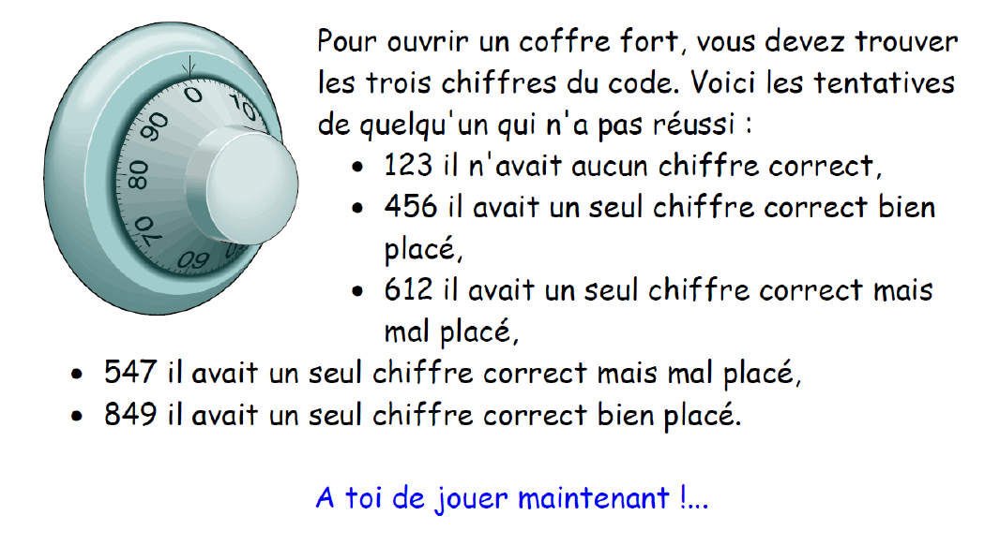 Pour ouvrir un coffre fort, vous devez trouver
les trois chiffres du code. Voici les tentatives
de quelqu'un qui n'a pas réussi :
• 123 il n'avait aucun chiffre correct,
• 456 il avait un seul chiffre correct bien
placé,
• 612 il avait un seul chiffre correct mais
mal placé,
• 547 il avait un seul chiffre correct mais mal placé,
• 849 il avait un seul chiffre correct bien placé.
A toi de jouer maintenant !...
0
10
90
80
70
60